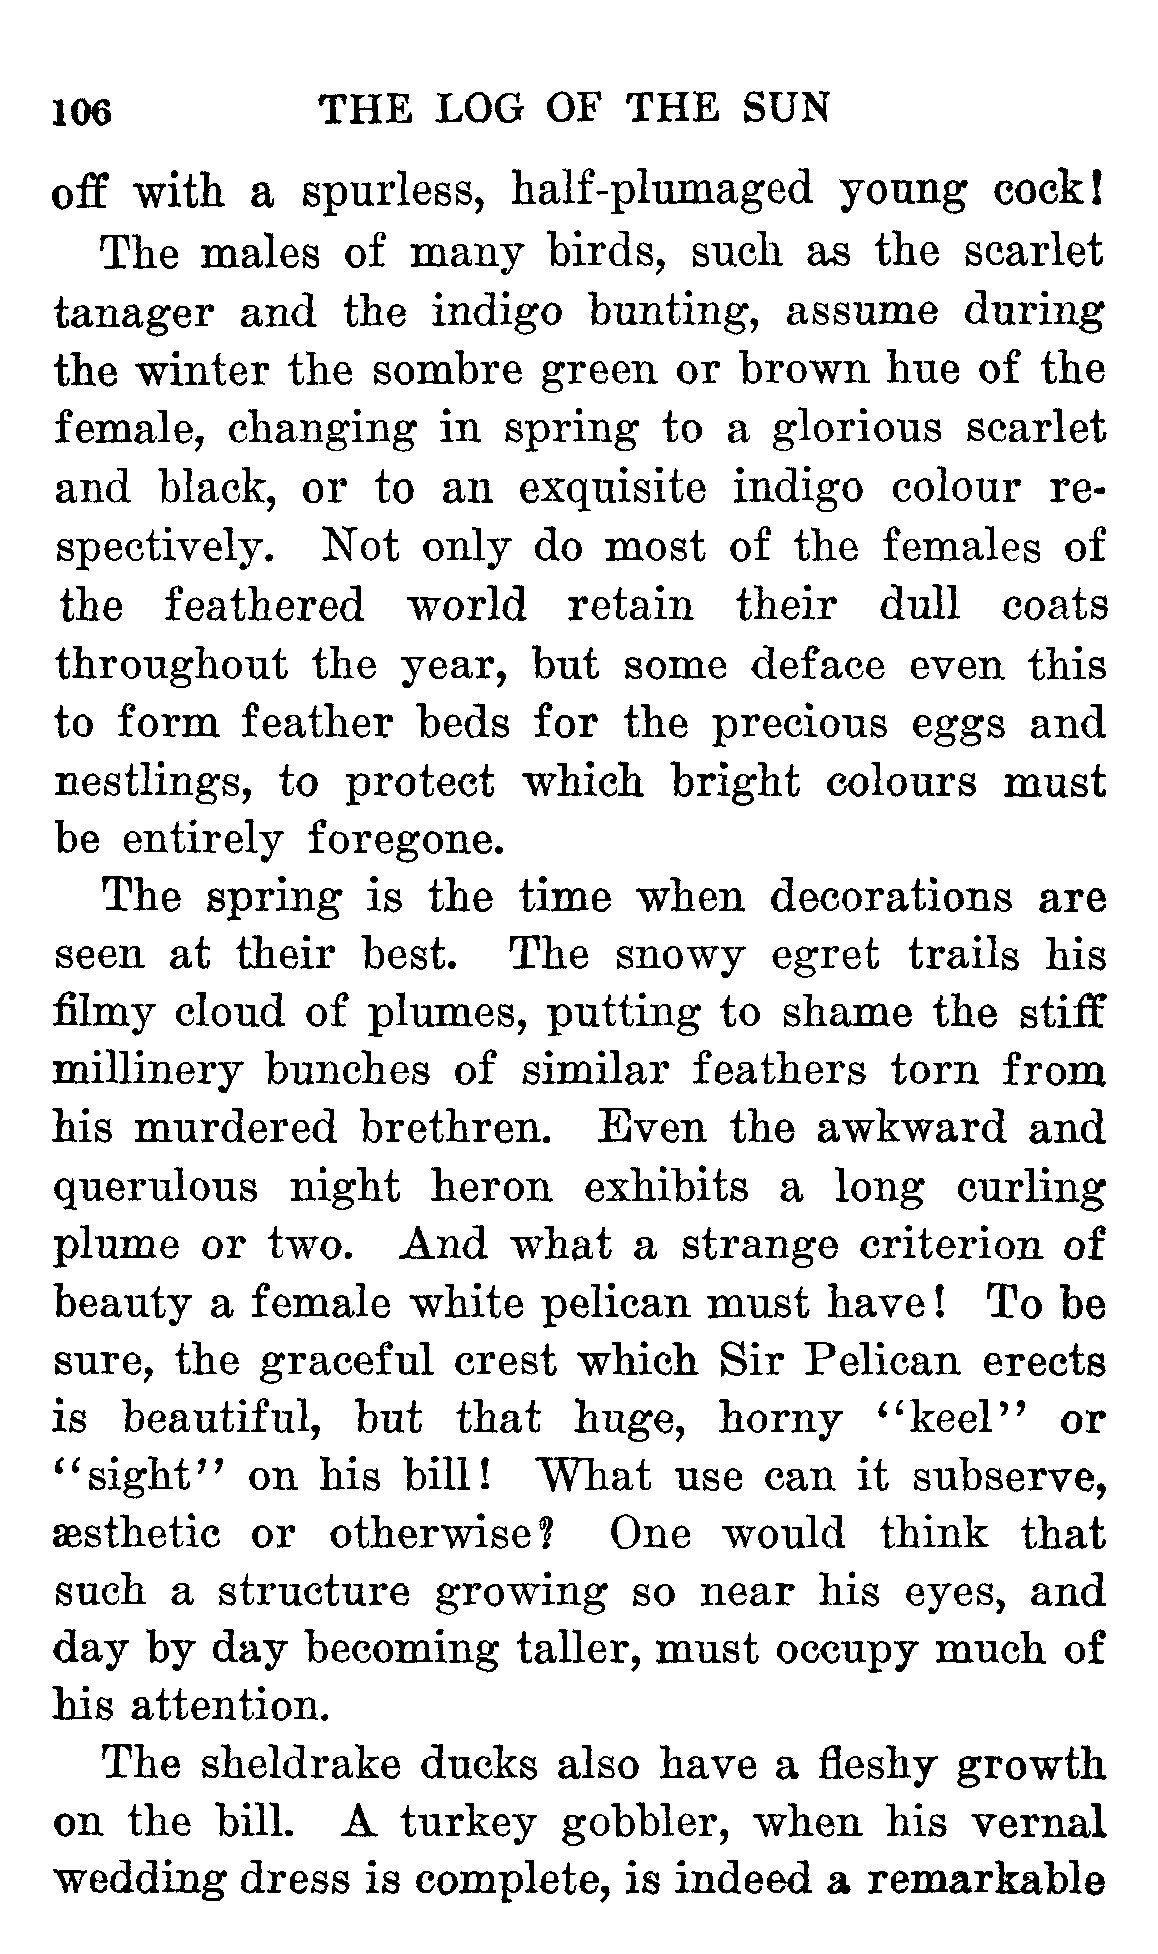 106 THE LOG OF THE SUN
off with a spurless, half-plumaged young cock!
The males of many birds, such as the scarlet
tanager and the indigo bunting, assume during
the winter the sombre green or brown hue of the
female, changing in spring to a glorious scarlet
and black, or to an exquisite indigo colour re-
spectively. Not only do most of the females of
the feathered world retain their dull coats
throughout the year, but some deface even this
to form feather beds for the precious eggs and
nestlings, to protect which bright colours must
be entirely foregone.
The spring is the time when decorations are
seen at their best. The snowy egret trails his
filmy cloud of plumes, putting to shame the stiff
millinery bunches of similar feathers torn from
his murdered brethren. Even the awkward and
querulous night heron exhibits a long curling
plume or two. And what a strange criterion of
beauty a female white pelican must have! To be
sure, the graceful crest which Sir Pelican erects
is beautiful, but that huge, horny ‘‘keel’’ or
‘‘sight’’ on his bill! What use can it subserve,
æsthetic or otherwise? One would think that
such a structure growing so near his eyes, and
day by day becoming taller, must occupy much of
his attention.
The sheldrake ducks also have a fleshy growth
on the bill. A turkey gobbler, when his vernal
wedding dress is complete, is indeed a remarkable